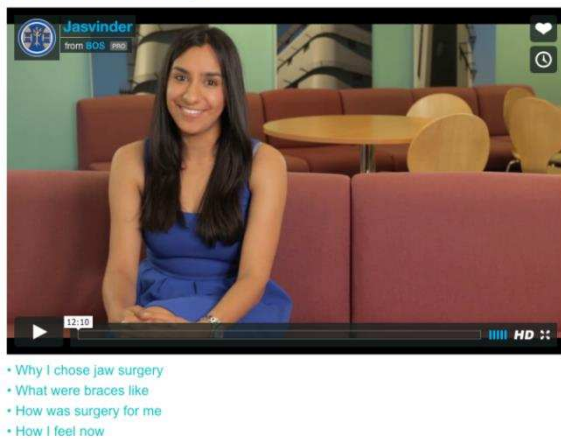 Jasvinder
from BOS PRO
12:10
HD
• Why I chose jaw surgery
• What were braces like
• How was surgery for me
• How I feel now